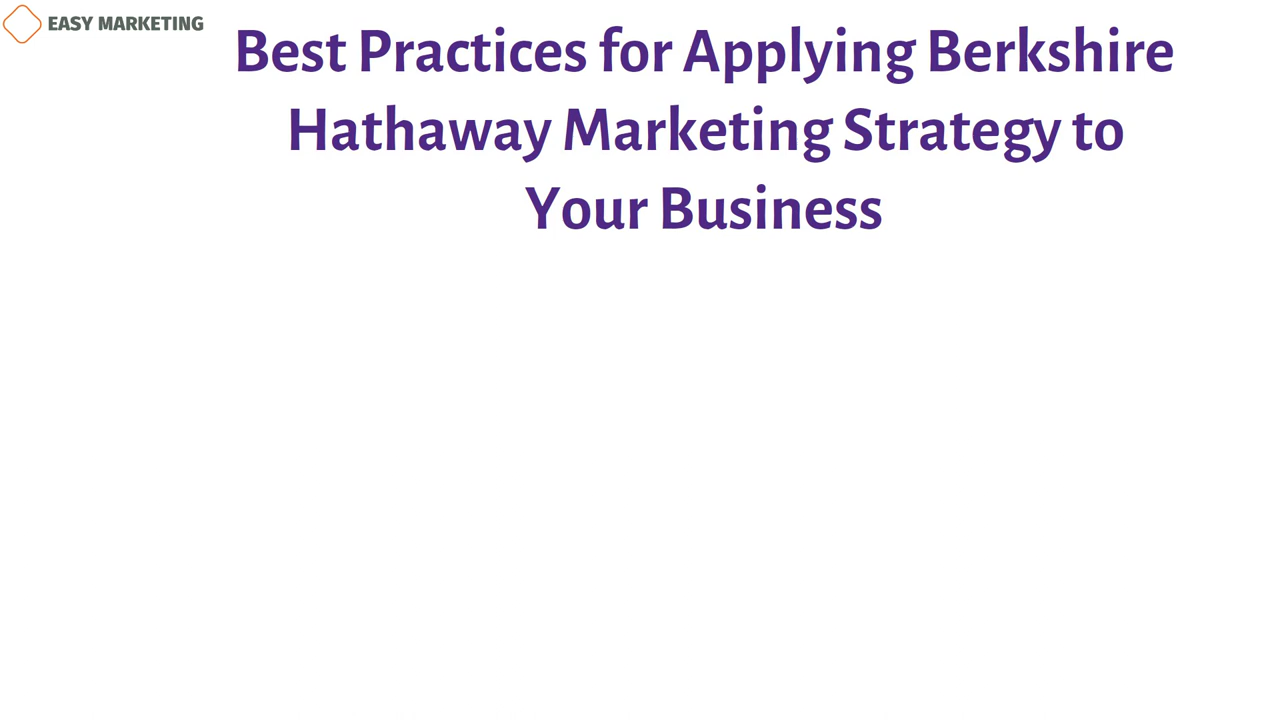 EASY MARKETING
Best Practices for Applying Berkshire
Hathaway Marketing Strategy to
Your Business